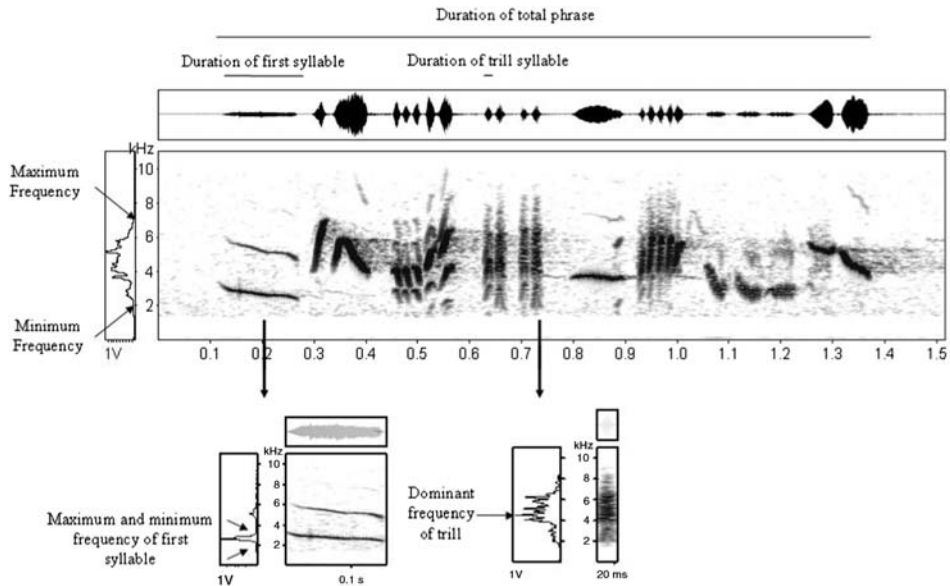 Duration of total phrase
Duration of first syllable
Duration of trill syllable
kHz
Maximum
Frequency
10
8
6
4
2
Minimum
Frequency
1V
0.1 0.2 0.3 0.4 0.5 0.6 0.7 0.8 0.9 1.0 1.1 1.2 1.3 1.4 1.5
kHz
10
8
6
4
2
Maximum and minimum
frequency of first
syllable
1V
0.1 s
kHz
10
8
6
4
2
Dominant
frequency
of trill
1V
20 ms